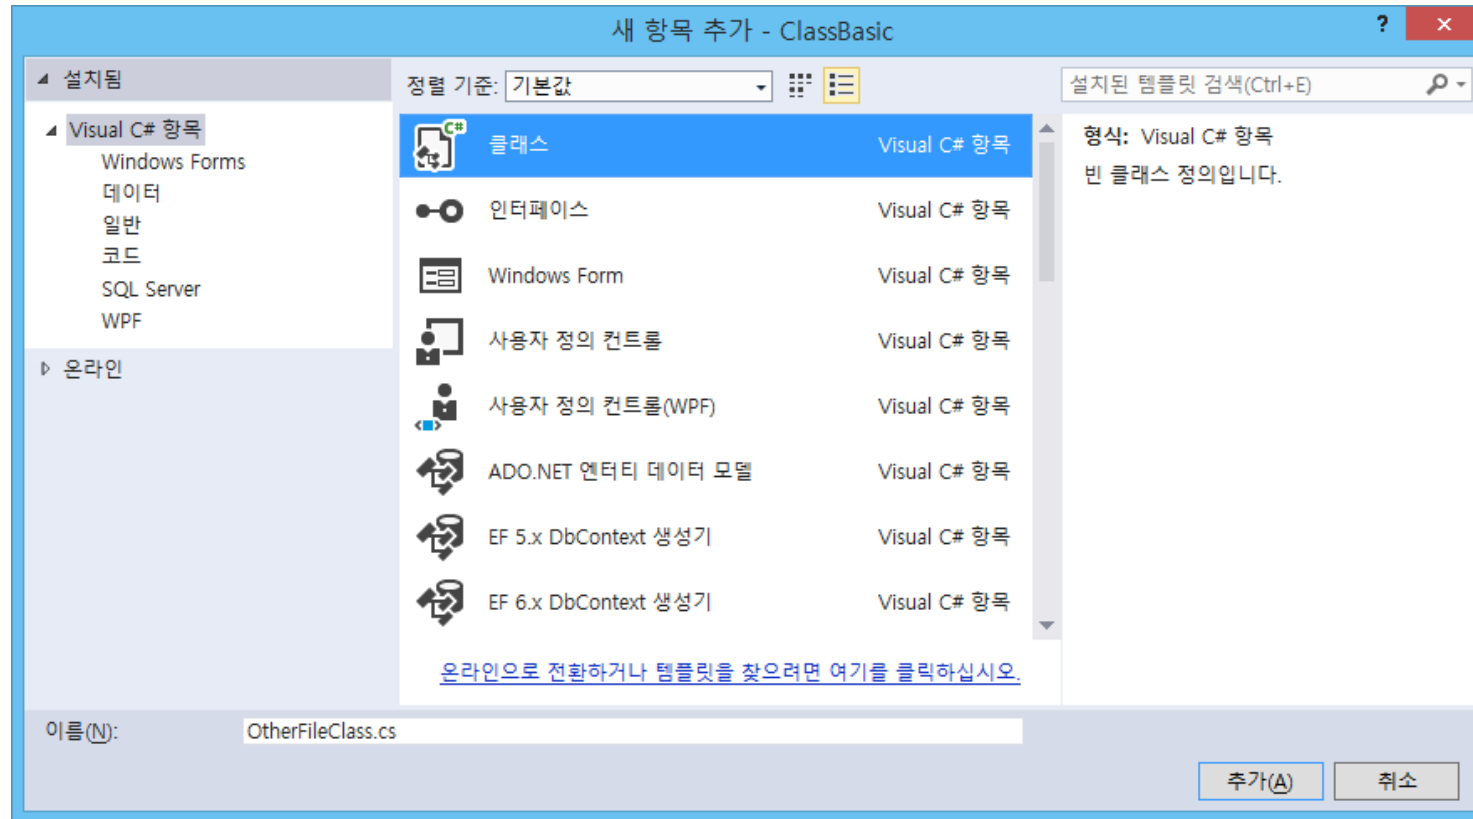 새 항목 추가 - ClassBasic
?
설치됨
Visual C# 항목
Windows Forms
데이터
일반
코드
SQL Server
WPF
온라인
정렬 기준: 기본값
클래스 Visual C# 항목
인터페이스 Visual C# 항목
Windows Form Visual C# 항목
사용자 정의 컨트롤 Visual C# 항목
사용자 정의 컨트롤(WPF) Visual C# 항목
ADO.NET 엔터티 데이터 모델 Visual C# 항목
EF 5.x DbContext 생성기 Visual C# 항목
EF 6.x DbContext 생성기 Visual C# 항목
온라인으로 전환하거나 템플릿을 찾으려면 여기를 클릭하십시오.
설치된 템플릿 검색(Ctrl+E)
형식: Visual C# 항목
빈 클래스 정의입니다.
이름(N): OtherFileClass.cs
추가(A) 취소